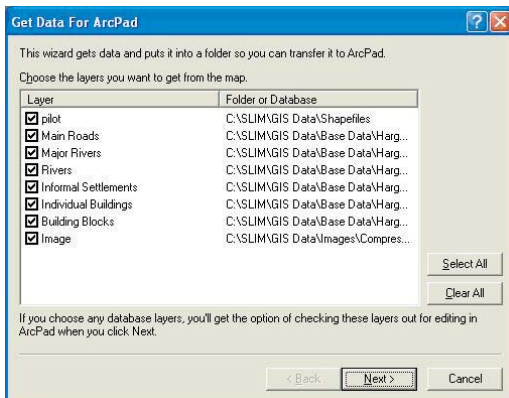 Get Data For ArcPad
This wizard gets data and puts it into a folder so you can transfer it to ArcPad.
Choose the layers you want to get from the map.
Layer Folder or Database
pilot C:\SLIM\GIS Data\Shapefiles
Main Roads C:\SLIM\GIS Data\Base Data\Harg...
Major Rivers C:\SLIM\GIS Data\Base Data\Harg...
Rivers C:\SLIM\GIS Data\Base Data\Harg...
Informal Settlements C:\SLIM\GIS Data\Base Data\Harg...
Individual Buildings C:\SLIM\GIS Data\Base Data\Harg...
Building Blocks C:\SLIM\GIS Data\Base Data\Harg...
Image C:\SLIM\GIS Data\Images\Compres...
Select All
Clear All
If you choose any database layers, you'll get the option of checking these layers out for editing in
ArcPad when you click Next.
< Back Next > Cancel